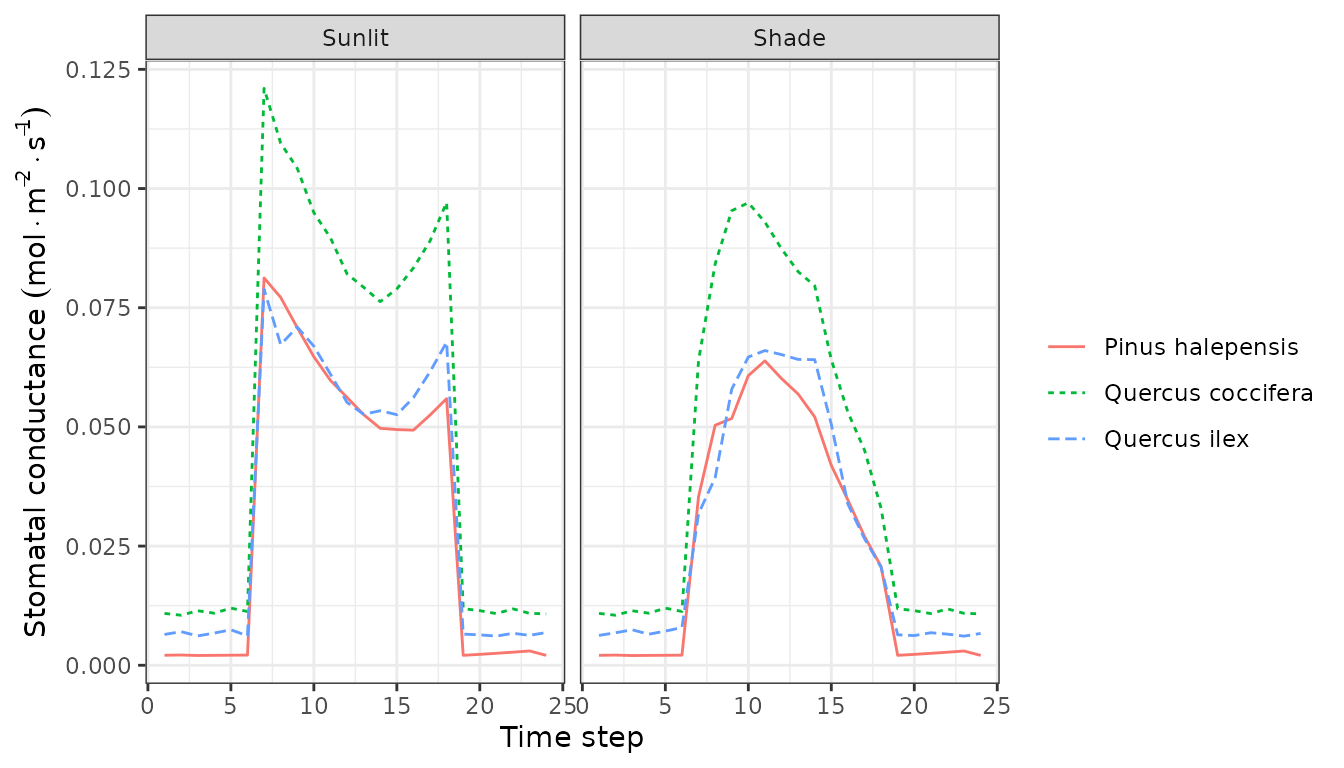 Sunlit Shade
Stomatal conductance (mol · m⁻² · s⁻¹)
0.125
0.100
0.075
0.050
0.025
0.000
0 5 10 15 20 25 0 5 10 15 20 25
Time step
Pinus halepensis
Quercus coccifera
Quercus ilex